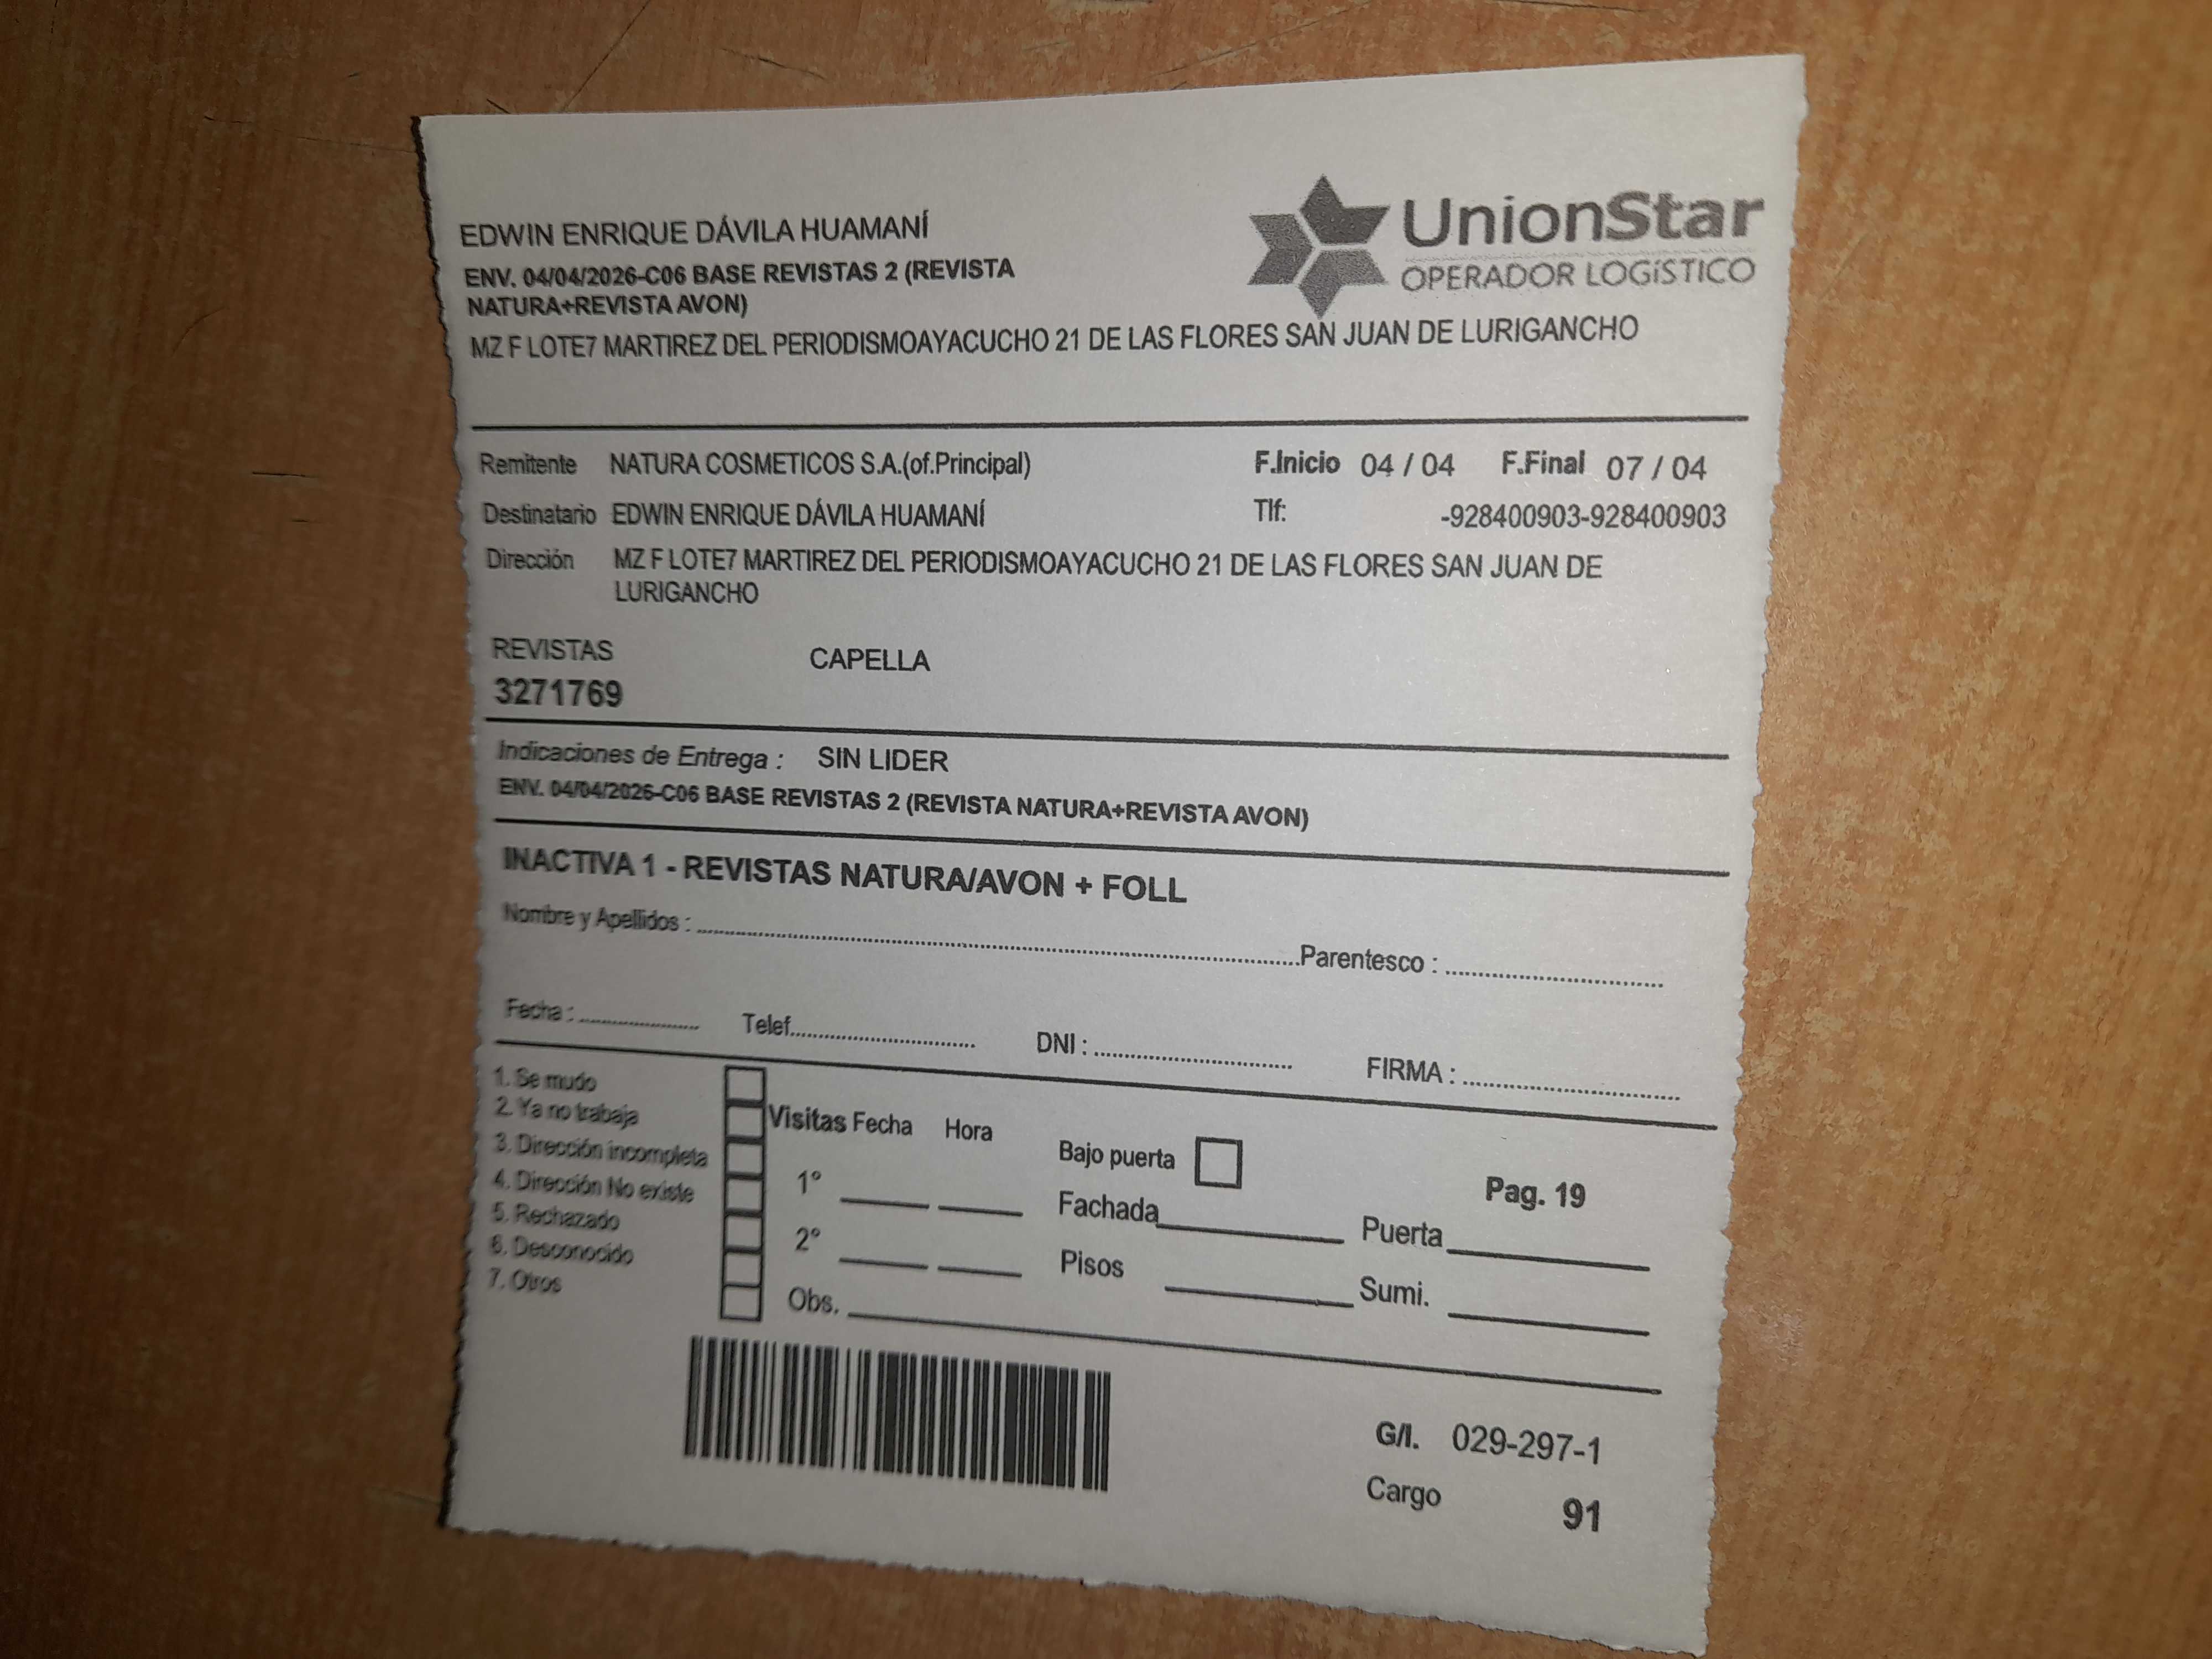 EDWIN ENRIQUE DÁVILA HUAMANÍ
ENV. 04/04/2026-C06 BASE REVISTAS 2 (REVISTA
NATURA+REVISTA AVON)
UnionStar
OPERADOR LOGíSTICO
MZ F LOTE7 MARTIREZ DEL PERIODISMOAYACUCHO 21 DE LAS FLORES SAN JUAN DE LURIGANCHO
Remitente NATURA COSMETICOS S.A.(of.Principal) F.Inicio 04 / 04 F.Final 07 / 04
Destinatario EDWIN ENRIQUE DÁVILA HUAMANÍ Tlf: -928400903-928400903
Dirección MZ F LOTE7 MARTIREZ DEL PERIODISMOAYACUCHO 21 DE LAS FLORES SAN JUAN DE
LURIGANCHO
REVISTAS CAPELLA
3271769
Indicaciones de Entrega : SIN LIDER
ENV. 04/04/2026-C06 BASE REVISTAS 2 (REVISTA NATURA+REVISTA AVON)
INACTIVA 1 - REVISTAS NATURA/AVON + FOLL
Nombre y Apellidos : Parentesco :
Fecha : Telef. DNI : FIRMA :
1. Se mudo
2. Ya no trabaja
3. Dirección incompleta
4. Dirección No existe
5. Rechazado
6. Desconocido
7. Otros
Visitas Fecha Hora
1°
2°
Obs.
Bajo puerta
Fachada
Pisos
Pag. 19
Puerta
Sumi.
G/I. 029-297-1
Cargo 91